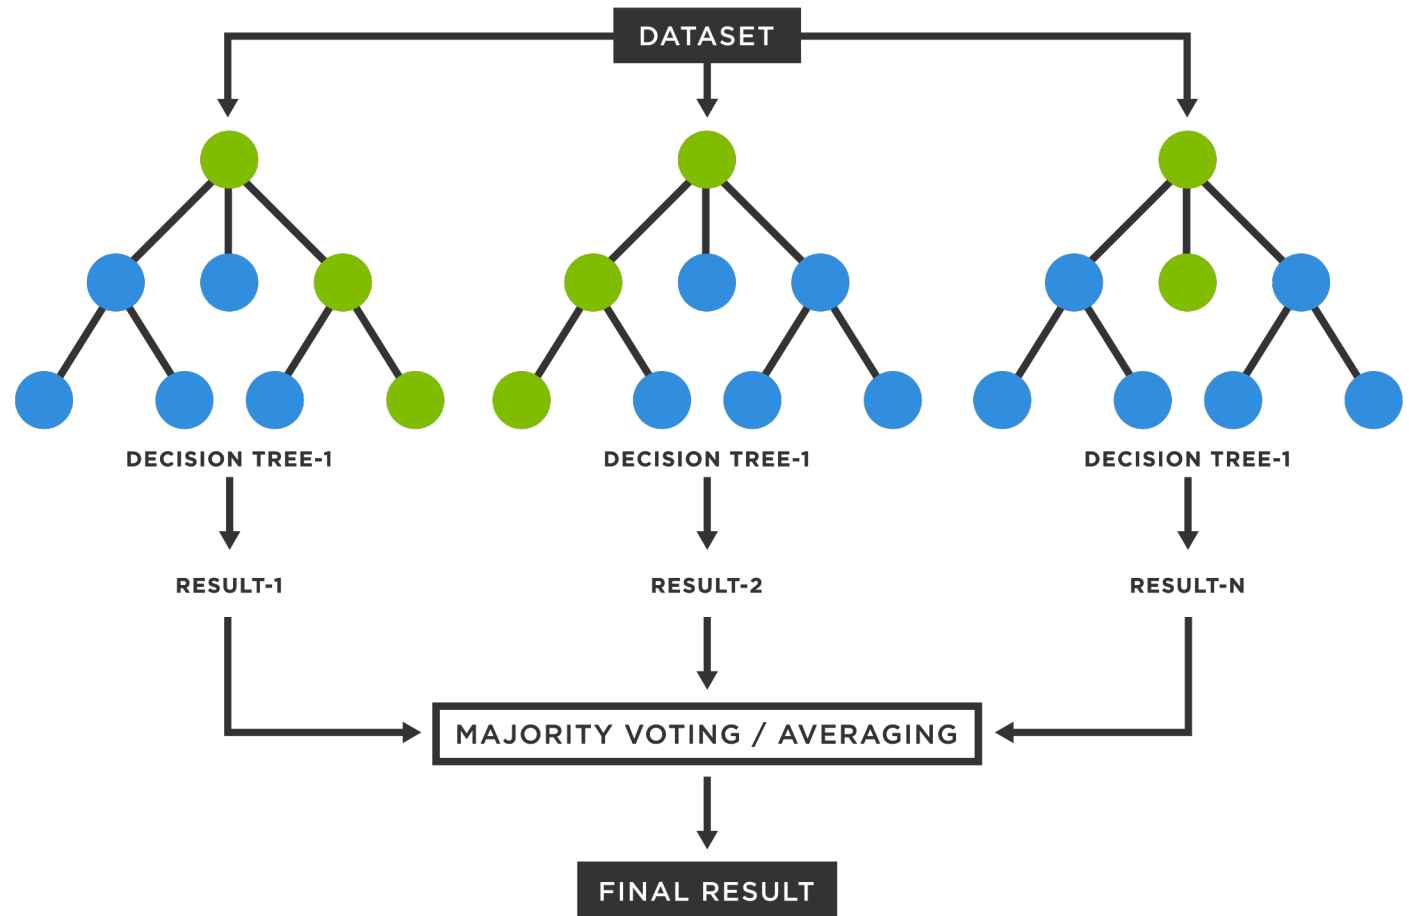 DATASET
DECISION TREE-1
DECISION TREE-1
DECISION TREE-1
RESULT-1
RESULT-2
RESULT-N
MAJORITY VOTING / AVERAGING
FINAL RESULT